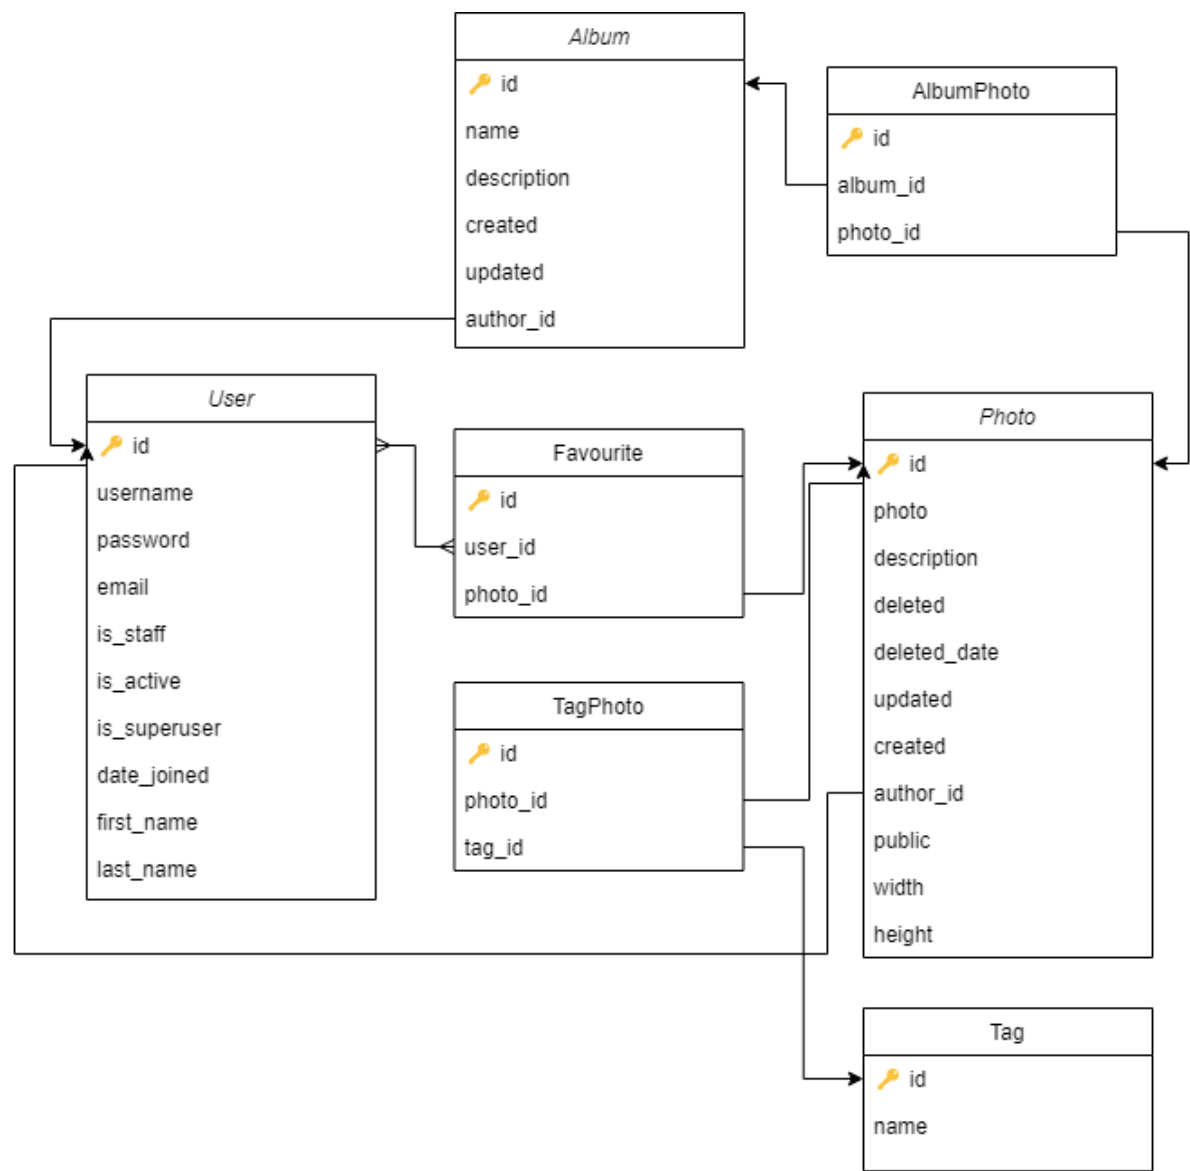 Album
id
name
description
created
updated
author_id
AlbumPhoto
id
album_id
photo_id
User
id
username
password
email
is_staff
is_active
is_superuser
date_joined
first_name
last_name
Favourite
id
user_id
photo_id
TagPhoto
id
photo_id
tag_id
Photo
id
photo
description
deleted
deleted_date
updated
created
author_id
public
width
height
Tag
id
name